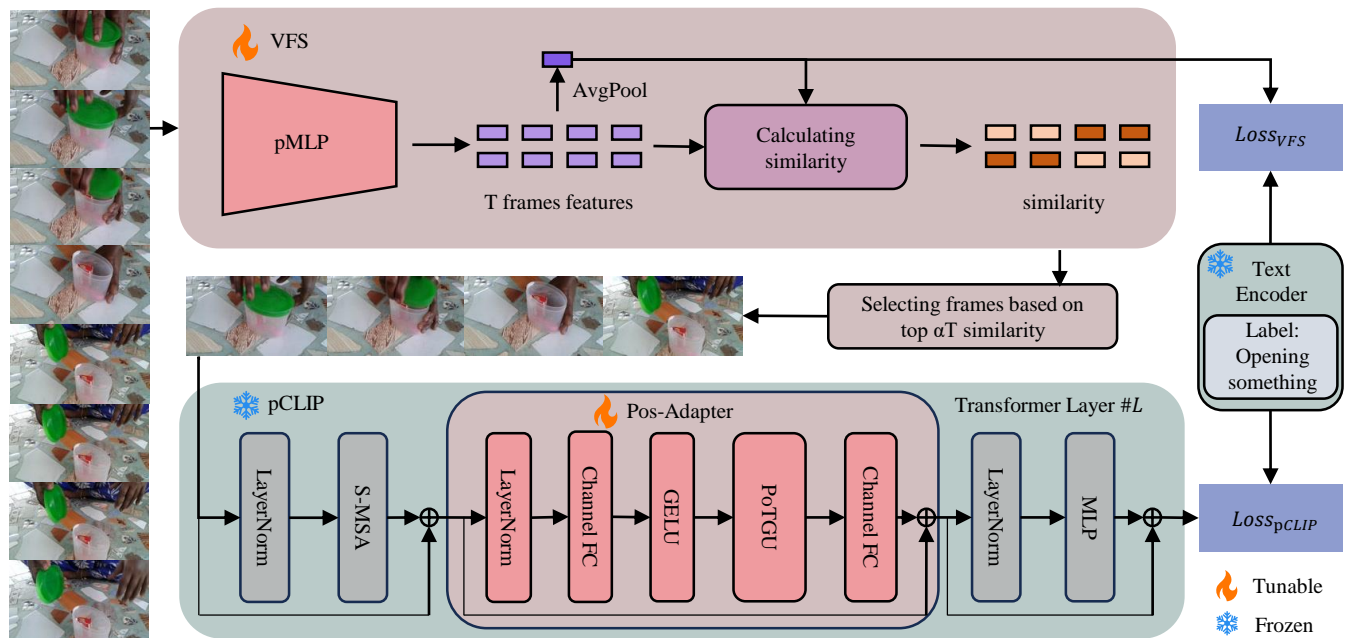 VFS
pMLP
AvgPool
T frames features
Calculating
similarity
similarity
Loss_VFS
Text
Encoder
Label:
Opening
something
Selecting frames based on
top αT similarity
pCLIP
Pos-Adapter
Transformer Layer #L
LayerNorm
S-MSA
LayerNorm
Channel FC
GELU
PoTGU
Channel FC
LayerNorm
MLP
Loss_pCLIP
Tunable
Frozen